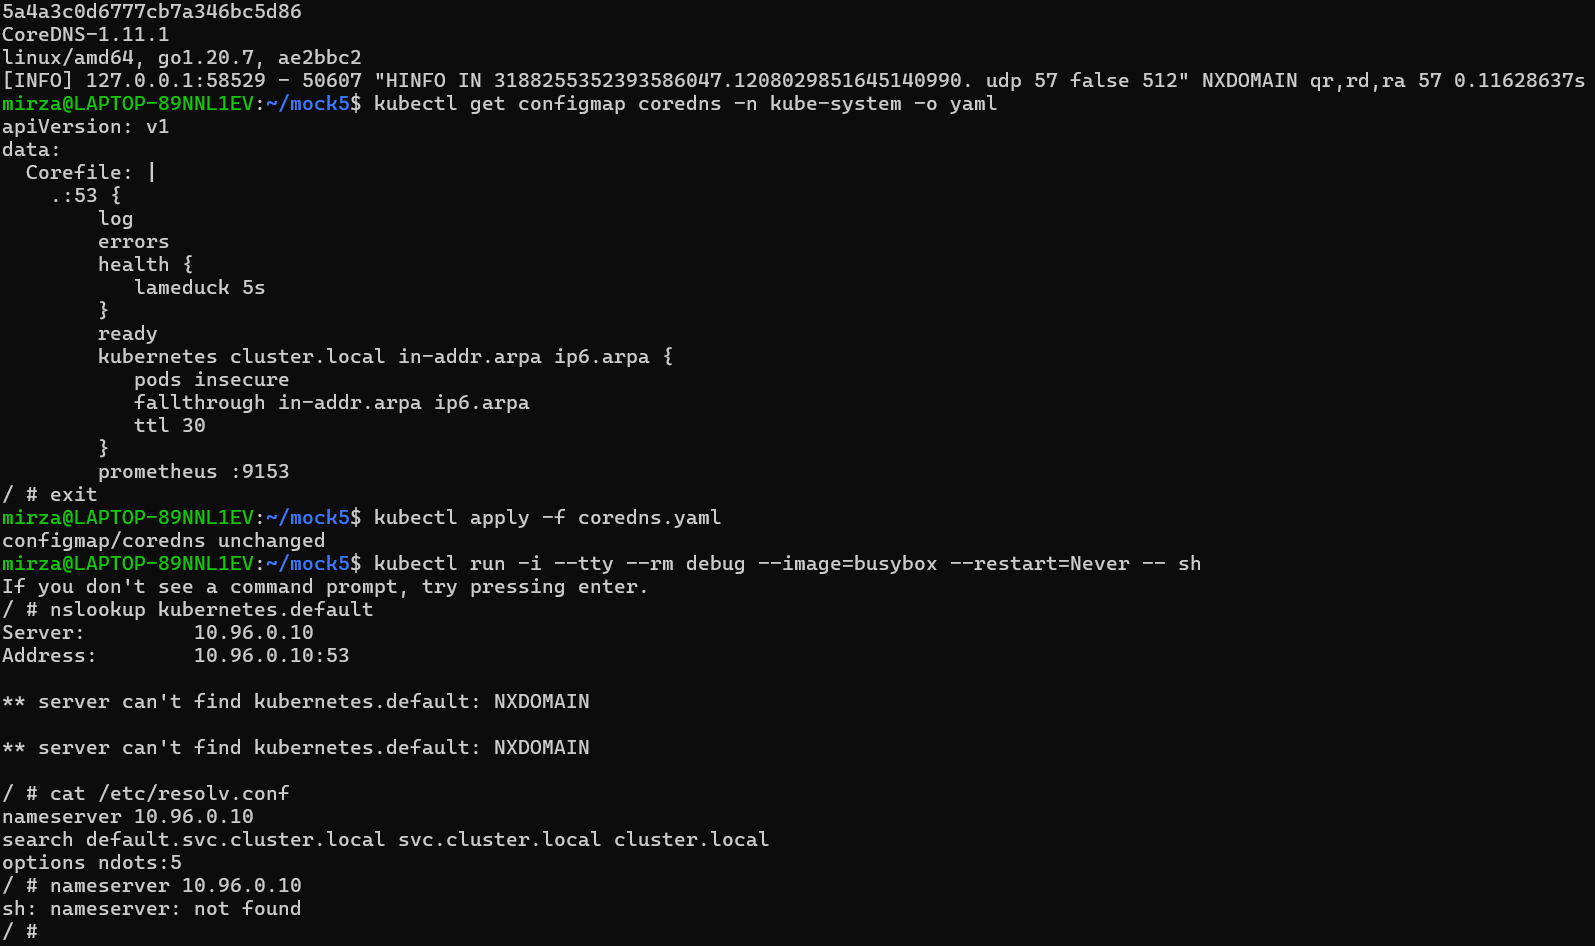 5a4a3c0d6777cb7a346bc5d86
CoreDNS-1.11.1
linux/amd64, go1.20.7, ae2bbc2
[INFO] 127.0.0.1:58529 - 50607 "HINFO IN 3188255352393586047.1208029851645140990. udp 57 false 512" NXDOMAIN qr,rd,ra 57 0.11628637s
mirza@LAPTOP-89NNL1EV:~/mock5$ kubectl get configmap coredns -n kube-system -o yaml
apiVersion: v1
data:
  Corefile: |
    .:53 {
        log
        errors
        health {
           lameduck 5s
        }
        ready
        kubernetes cluster.local in-addr.arpa ip6.arpa {
           pods insecure
           fallthrough in-addr.arpa ip6.arpa
           ttl 30
        }
        prometheus :9153
/ # exit
mirza@LAPTOP-89NNL1EV:~/mock5$ kubectl apply -f coredns.yaml
configmap/coredns unchanged
mirza@LAPTOP-89NNL1EV:~/mock5$ kubectl run -i --tty --rm debug --image=busybox --restart=Never -- sh
If you don't see a command prompt, try pressing enter.
/ # nslookup kubernetes.default
Server:         10.96.0.10
Address:        10.96.0.10:53

** server can't find kubernetes.default: NXDOMAIN

** server can't find kubernetes.default: NXDOMAIN

/ # cat /etc/resolv.conf
nameserver 10.96.0.10
search default.svc.cluster.local svc.cluster.local cluster.local
options ndots:5
/ # nameserver 10.96.0.10
sh: nameserver: not found
/ #